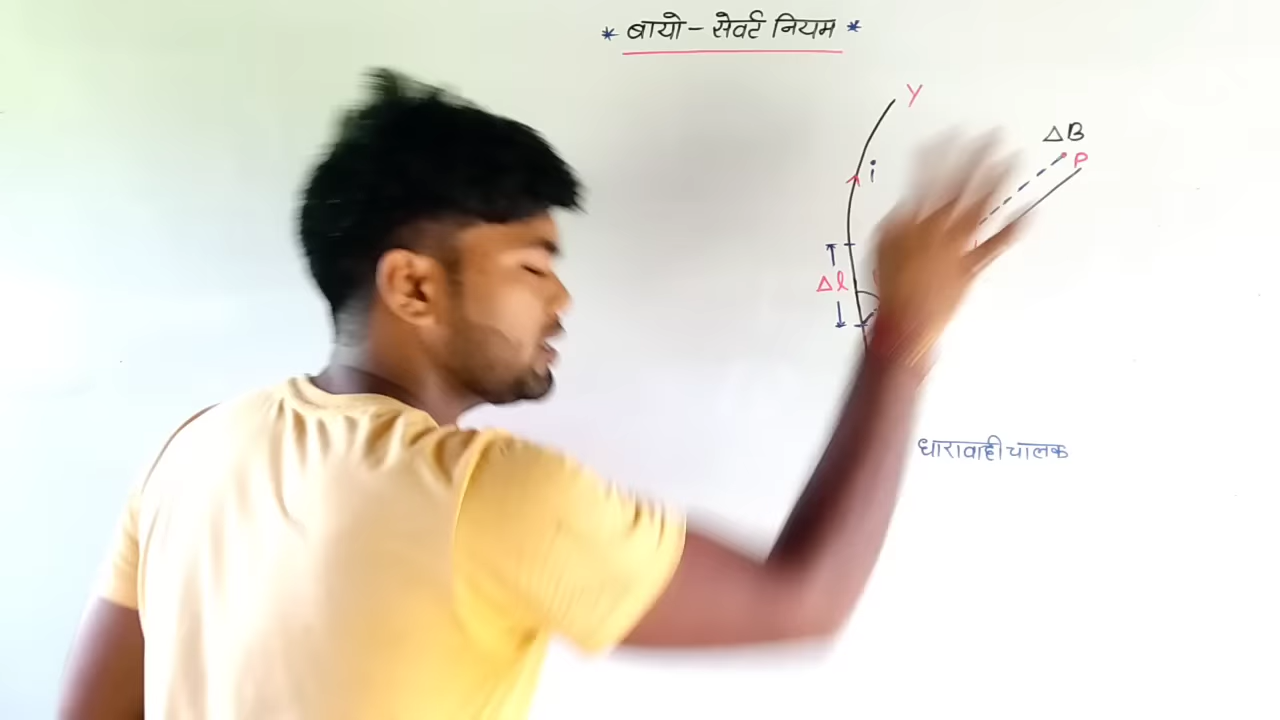 * बायो - सेवर्ट नियम *
Y
ΔB
P
i
Δl
धारावाही चालक